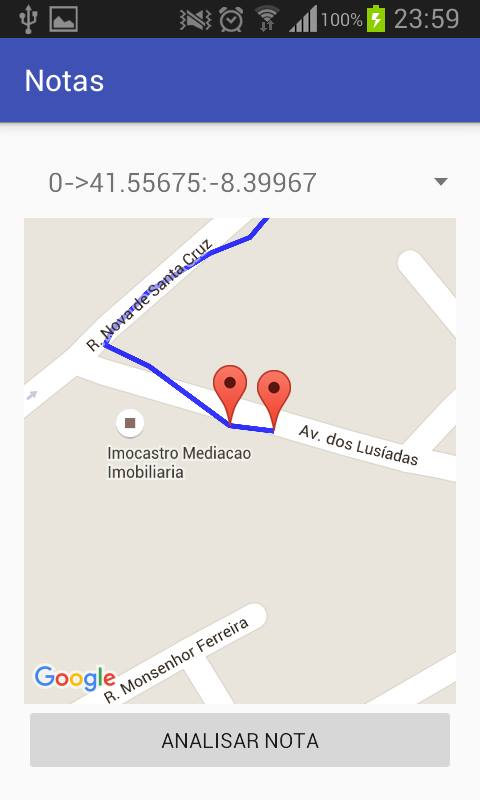 100% 23:59
Notas
0->41.55675:-8.39967
R. Nova de Santa Cruz
Av. dos Lusíadas
Imocastro Mediacao
Imobiliaria
R. Monsenhor Ferreira
Google
ANALISAR NOTA